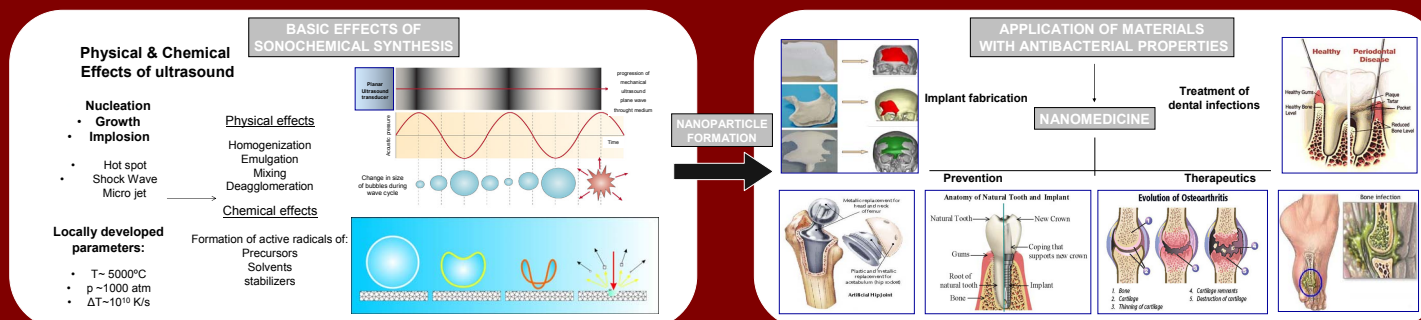 BASIC EFFECTS OF
SONOCHEMICAL SYNTHESIS
Physical & Chemical
Effects of ultrasound
Nucleation
• Growth
• Implosion
• Hot spot
• Shock Wave
Micro jet
Locally developed
parameters:
• T~ 5000ºC
• p ~1000 atm
• ΔT~10¹⁰ K/s
Physical effects
Homogenization
Emulgation
Mixing
Deagglomeration
Chemical effects
Formation of active radicals of:
Precursors
Solvents
stabilizers
Planar
Ultrasound
transducer
progression of
mechanical
ultrasound
plane wave
throught medium
Acoustic pressure
Time
Change in size
of bubbles during
wave cycle
NANOPARTICLE
FORMATION
APPLICATION OF MATERIALS
WITH ANTIBACTERIAL PROPERTIES
Implant fabrication
Treatment of
dental infections
NANOMEDICINE
Prevention
Therapeutics
Healthy
Periodontal
Disease
Healthy Gums
Healthy Bone
Level
Plaque
Tartar
Pocket
Reduced
Bone Level
Metallic replacement for
head and neck
of femur
Plastic and metallic
replacement for
acetabulum (hip socket)
Artificial Hip Joint
Anatomy of Natural Tooth and Implant
Natural Tooth
New Crown
Gums
Coping that
supports new crown
Root of
natural tooth
Implant
Bone
Evolution of Osteoarthritis
1. Bone
2. Cartilage
3. Thinning of cartilage
4. Cartilage remnants
5. Destruction of cartilage
Bone infection